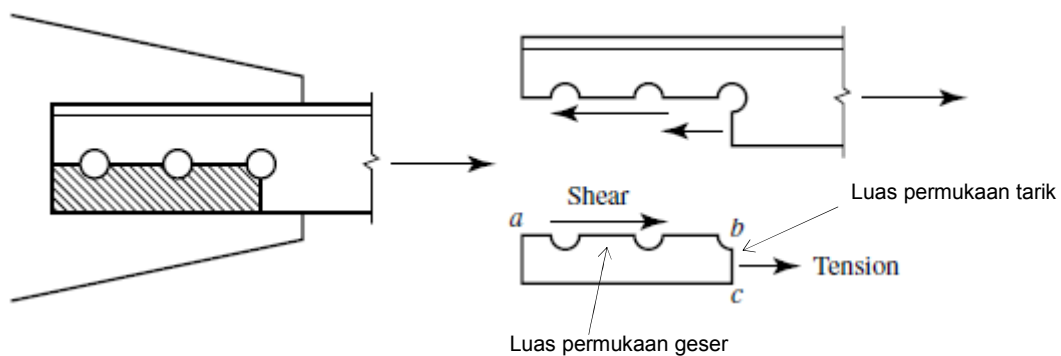 Luas permukaan tarik
Shear
a
b
Tension
c
Luas permukaan geser